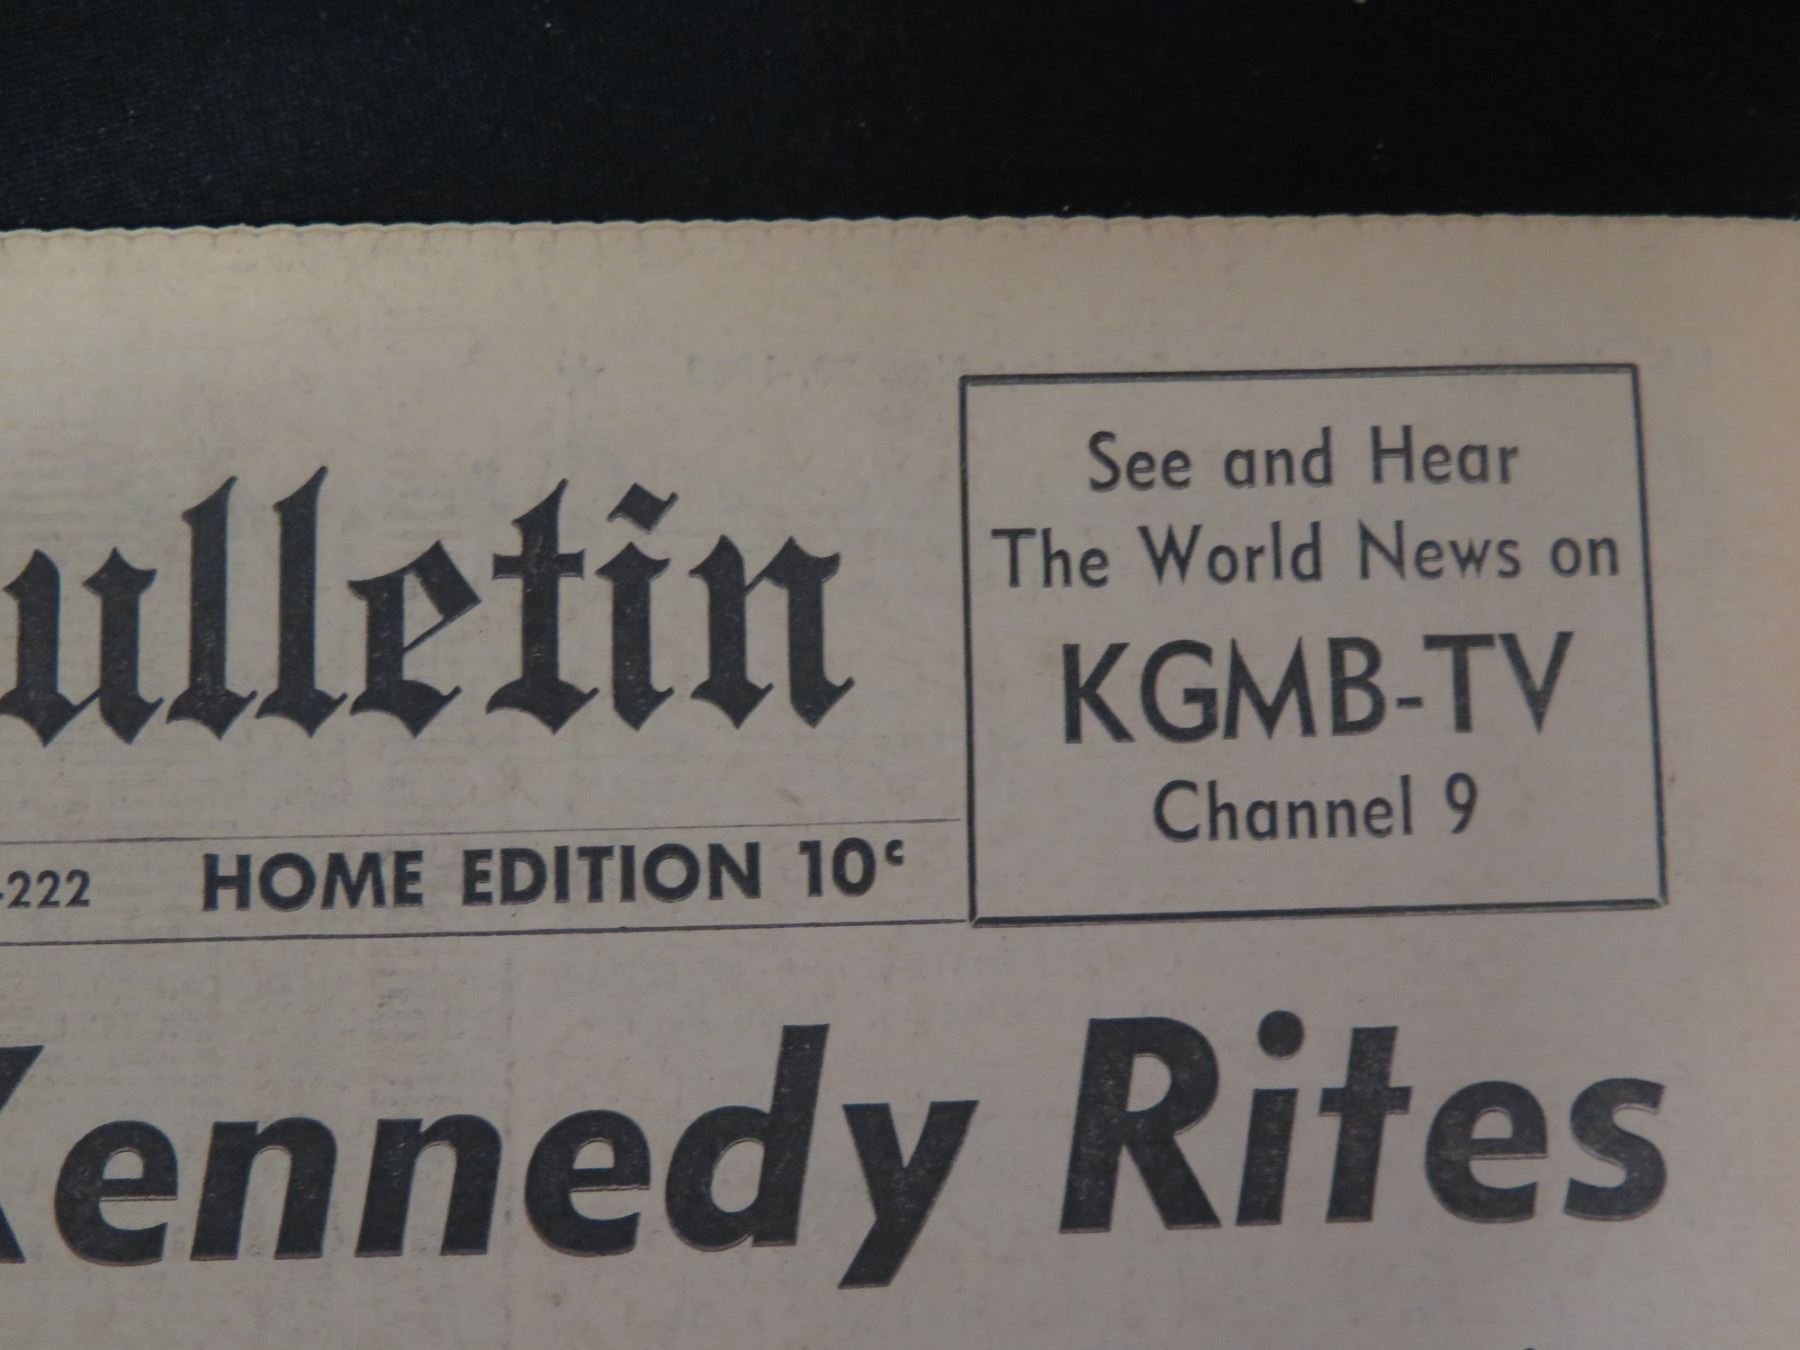 ulletin
See and Hear
The World News on
KGMB-TV
Channel 9
-222 HOME EDITION 10¢
Kennedy Rites